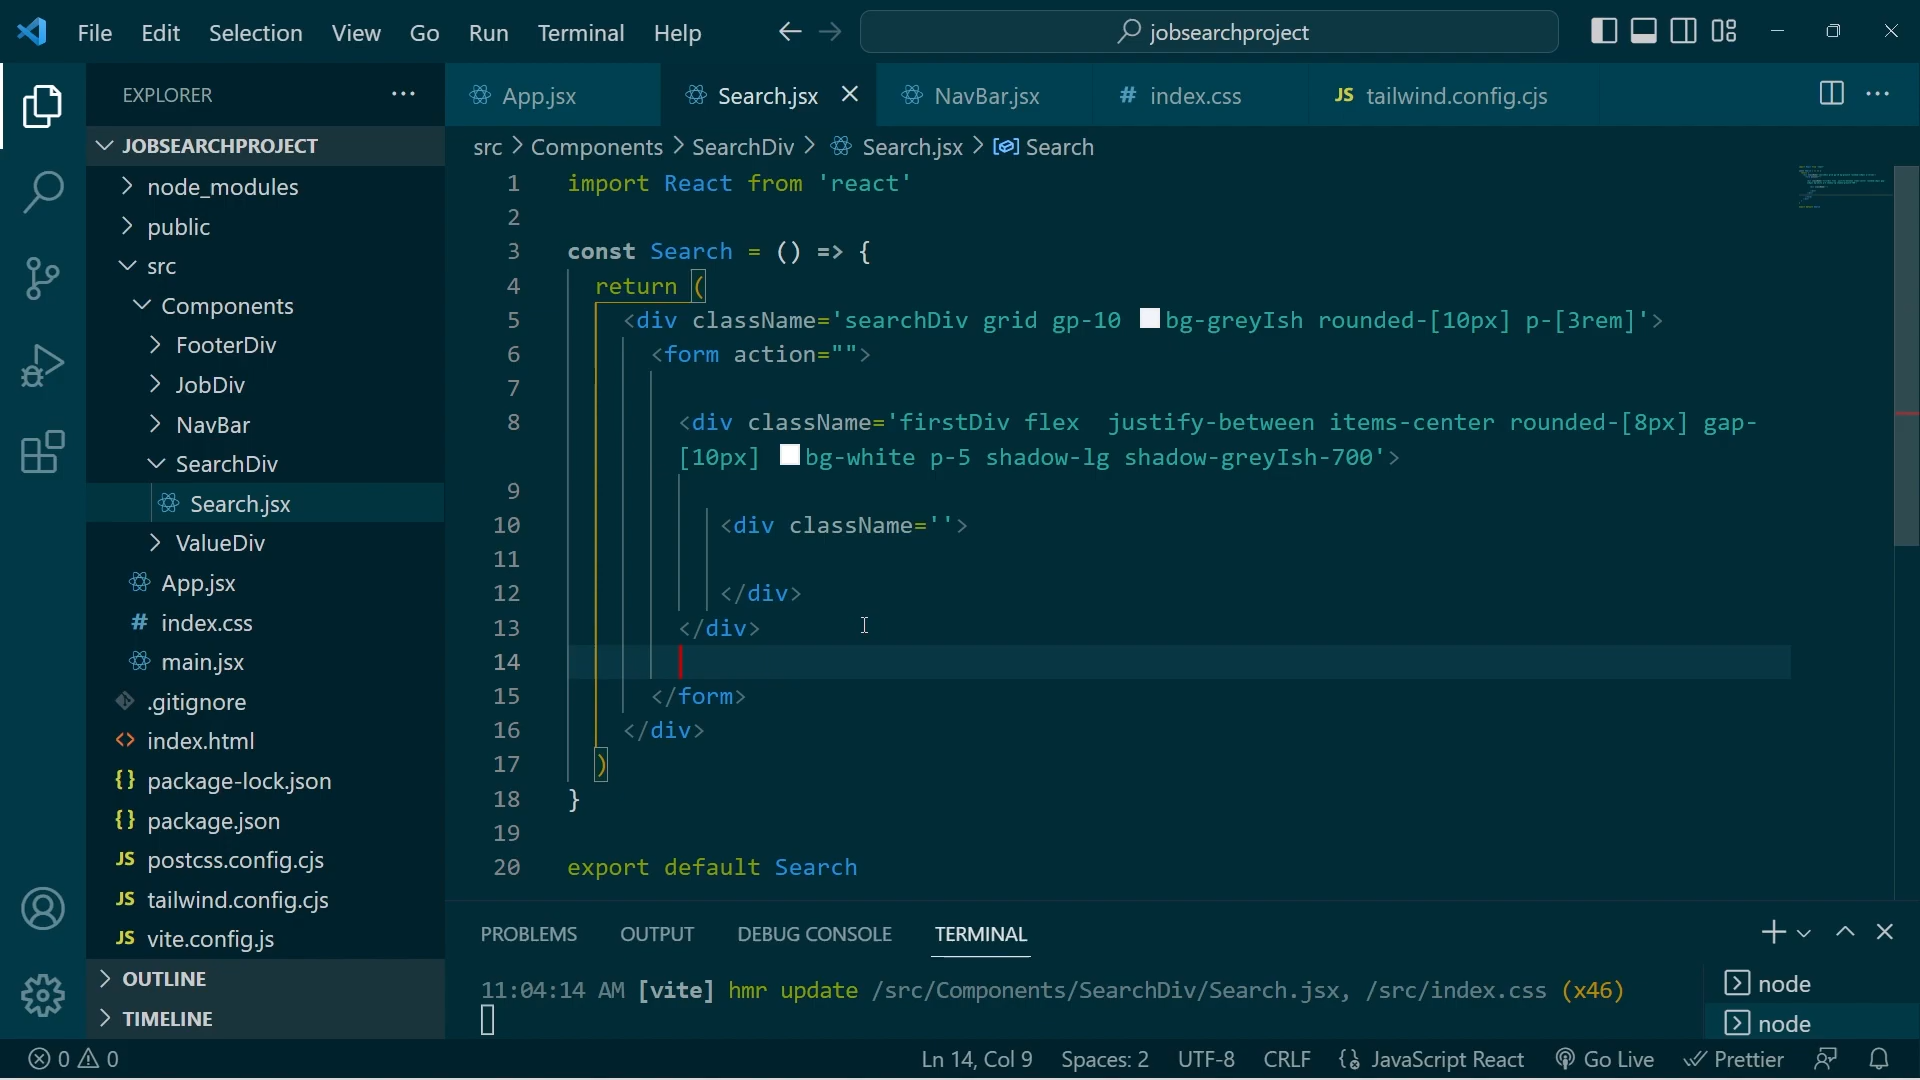 File Edit Selection View Go Run Terminal Help
jobsearchproject
EXPLORER
JOBSEARCHPROJECT
node_modules
public
src
Components
FooterDiv
JobDiv
NavBar
SearchDiv
Search.jsx
ValueDiv
App.jsx
# index.css
main.jsx
.gitignore
<> index.html
{} package-lock.json
{} package.json
JS postcss.config.cjs
JS tailwind.config.cjs
JS vite.config.js
OUTLINE
TIMELINE
App.jsx Search.jsx NavBar.jsx # index.css JS tailwind.config.cjs
src > Components > SearchDiv > Search.jsx > Search
1 import React from 'react'
2
3 const Search = () => {
4 return (
5 <div className='searchDiv grid gp-10 bg-greyIsh rounded-[10px] p-[3rem]'>
6 <form action="">
7
8 <div className='firstDiv flex  justify-between items-center rounded-[8px] gap-
[10px] bg-white p-5 shadow-lg shadow-greyIsh-700'>
9
10 <div className=''>
11
12 </div>
13 </div>
14
15 </form>
16 </div>
17 )
18 }
19
20 export default Search
PROBLEMS OUTPUT DEBUG CONSOLE TERMINAL
11:04:14 AM [vite] hmr update /src/Components/SearchDiv/Search.jsx, /src/index.css (x46)
node
node
0 0 Ln 14, Col 9 Spaces: 2 UTF-8 CRLF JavaScript React Go Live Prettier